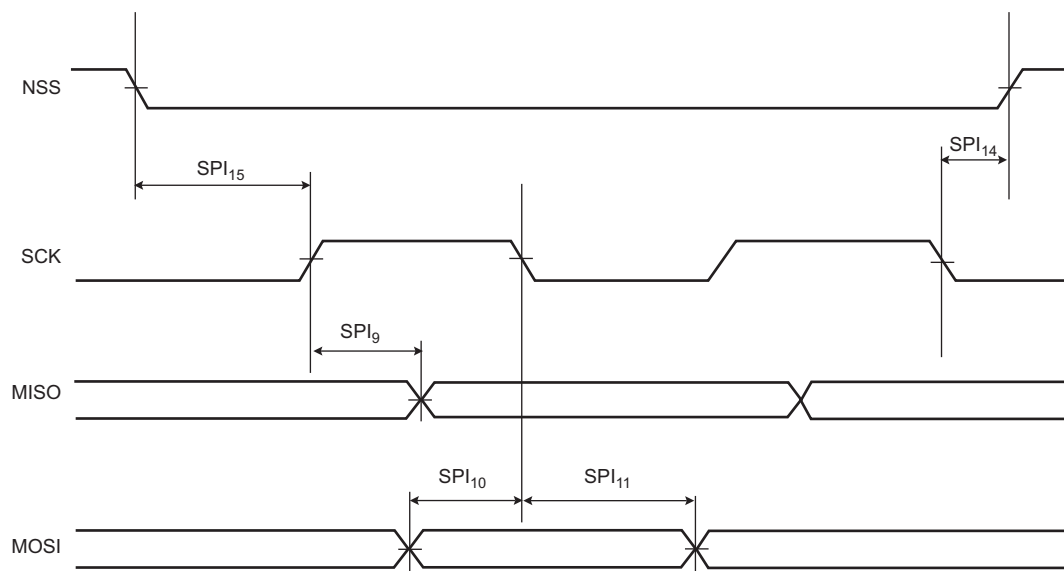 NSS
SPI₁₄
SPI₁₅
SCK
SPI₉
MISO
SPI₁₀ SPI₁₁
MOSI